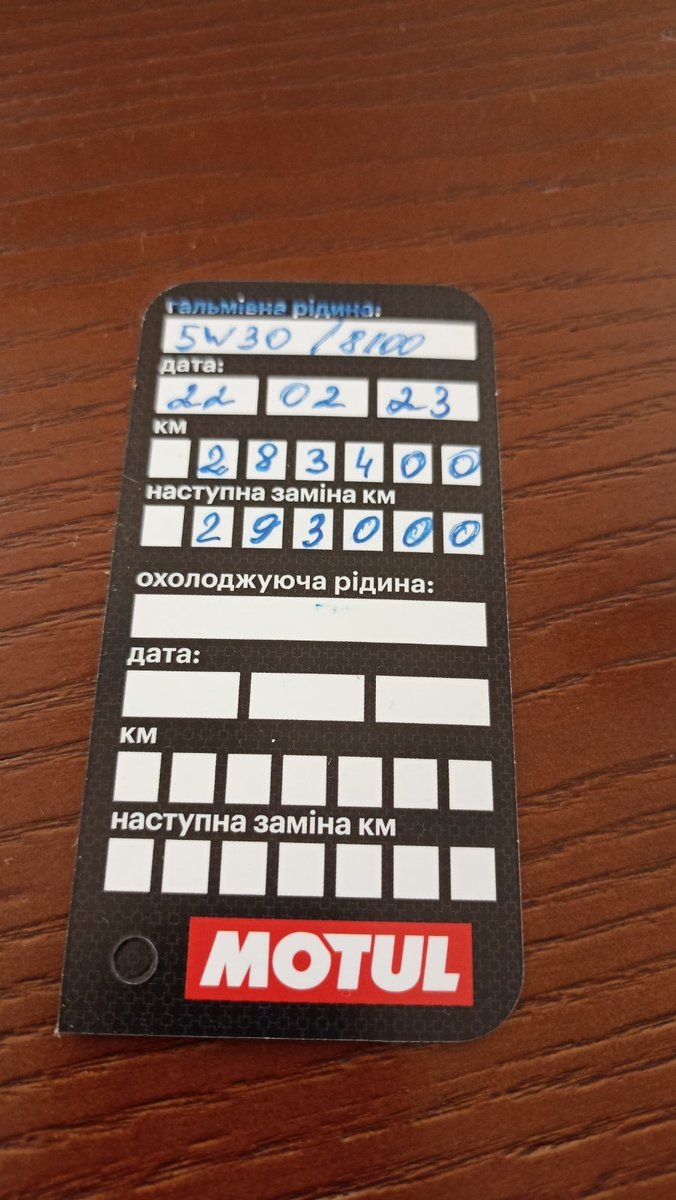 гальмівна рідина:
5W30 / 8100
дата:
22 02 23
км
283400
наступна заміна км
293000
охолоджуюча рідина:
дата:
км
наступна заміна км
MOTUL